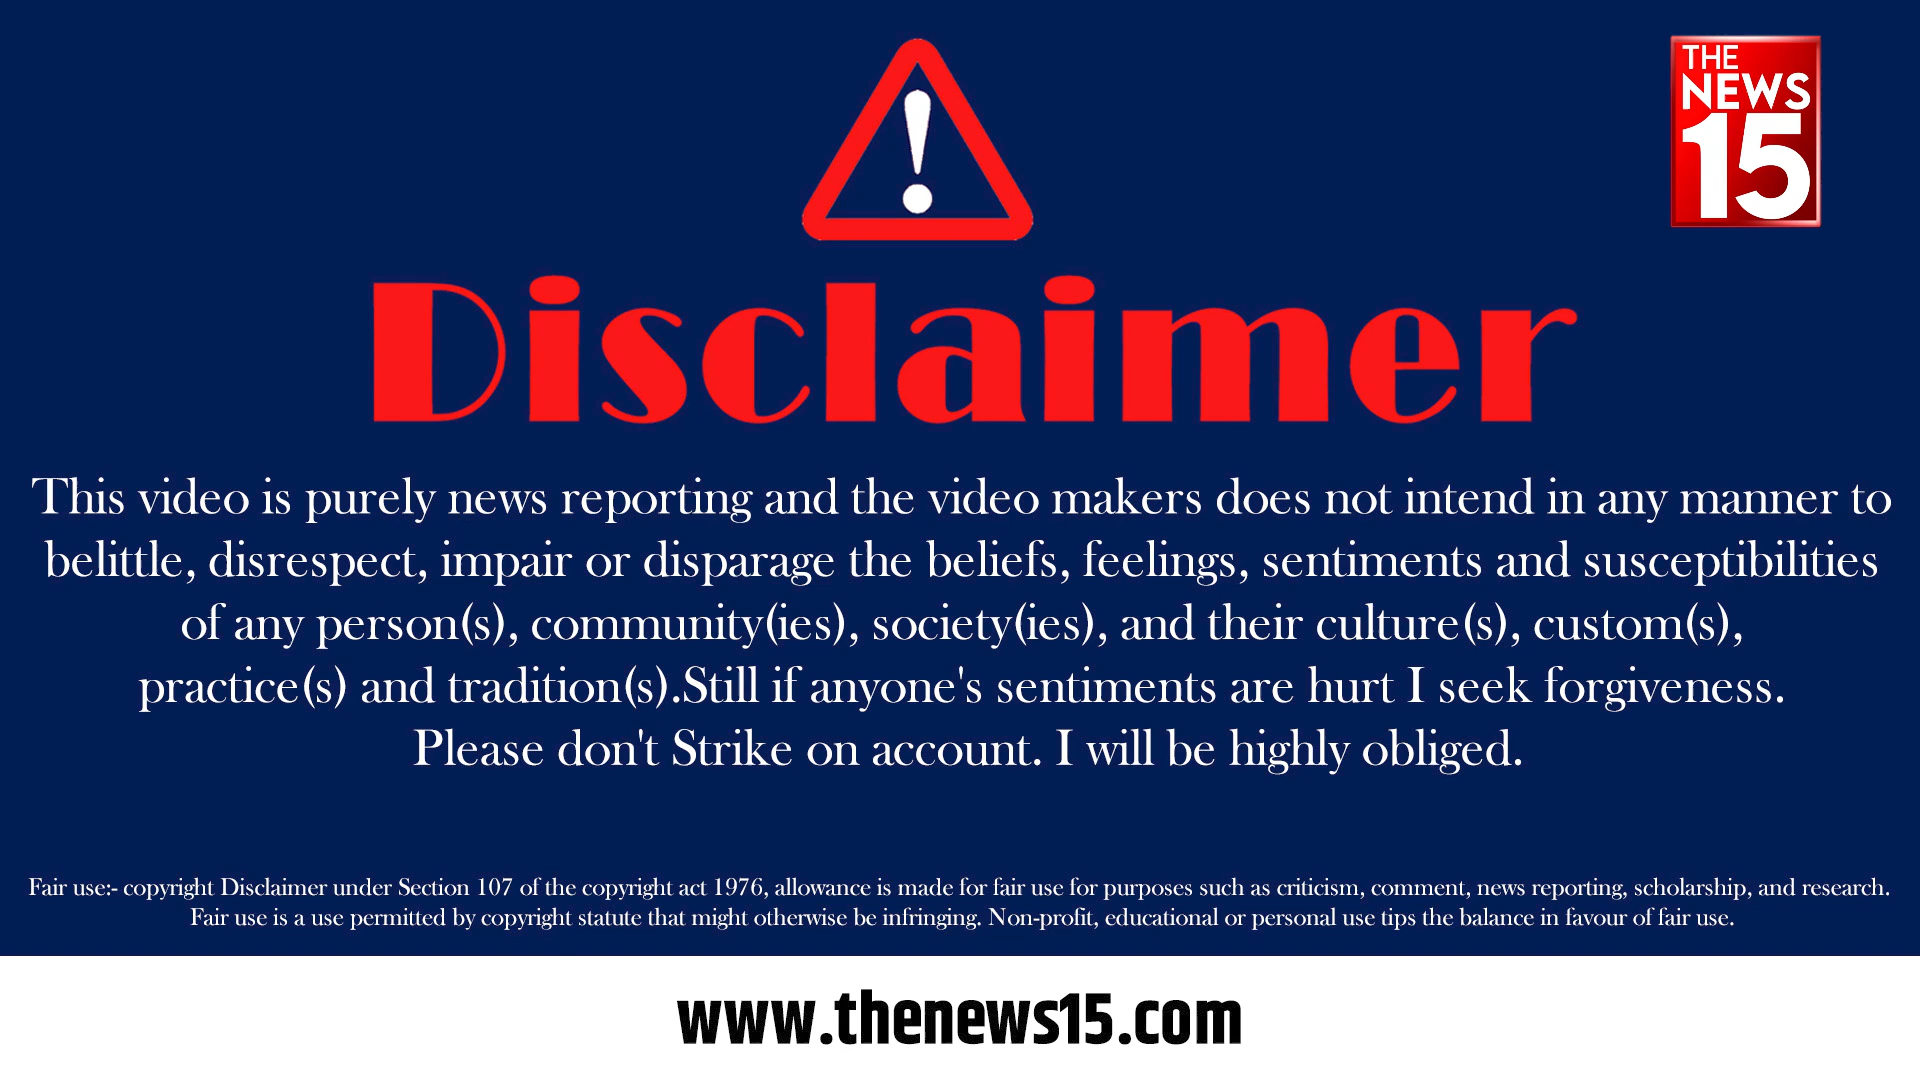 THE
NEWS
15
Disclaimer
This video is purely news reporting and the video makers does not intend in any manner to
belittle, disrespect, impair or disparage the beliefs, feelings, sentiments and susceptibilities
of any person(s), community(ies), society(ies), and their culture(s), custom(s),
practice(s) and tradition(s).Still if anyone's sentiments are hurt I seek forgiveness.
Please don't Strike on account. I will be highly obliged.
Fair use:- copyright Disclaimer under Section 107 of the copyright act 1976, allowance is made for fair use for purposes such as criticism, comment, news reporting, scholarship, and research.
Fair use is a use permitted by copyright statute that might otherwise be infringing. Non-profit, educational or personal use tips the balance in favour of fair use.
www.thenews15.com